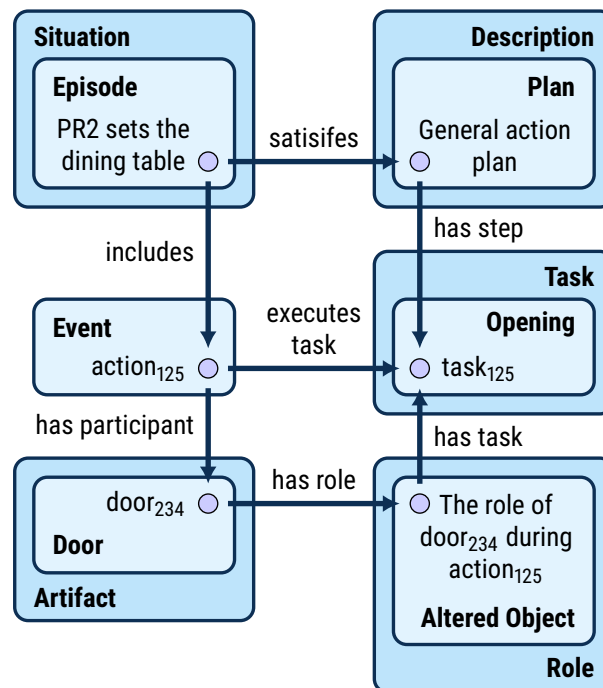 Situation
Episode
PR2 sets the
dining table
satisifes
Description
Plan
General action
plan
includes
has step
Event
action₁₂₅
executes
task
Task
Opening
task₁₂₅
has participant
has task
door₂₃₄
Door
Artifact
has role
The role of
door₂₃₄ during
action₁₂₅
Altered Object
Role